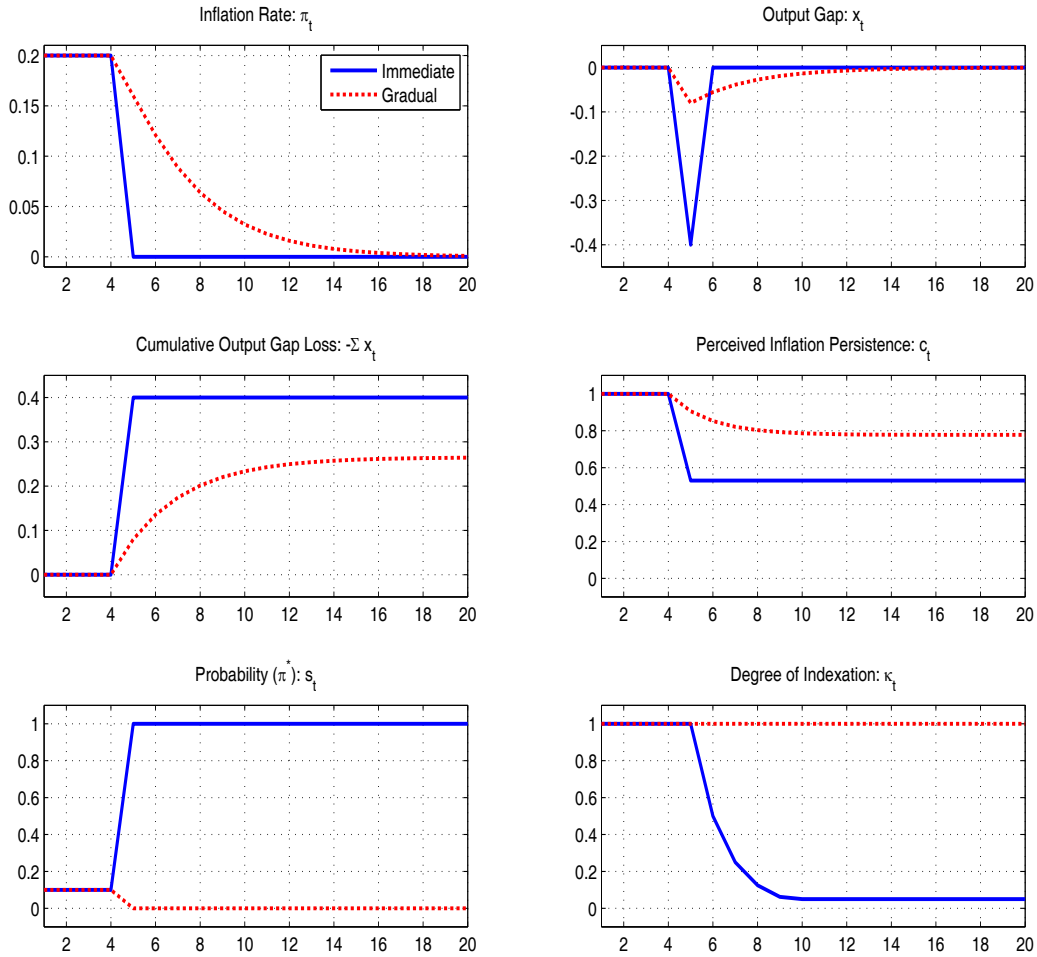 Inflation Rate: π_t
0.2
0.15
0.1
0.05
0
2 4 6 8 10 12 14 16 18 20
Immediate
Gradual
Output Gap: x_t
0
-0.1
-0.2
-0.3
-0.4
2 4 6 8 10 12 14 16 18 20
Cumulative Output Gap Loss: -Σ x_t
0.4
0.3
0.2
0.1
0
2 4 6 8 10 12 14 16 18 20
Perceived Inflation Persistence: c_t
1
0.8
0.6
0.4
0.2
0
2 4 6 8 10 12 14 16 18 20
Probability (π*): s_t
1
0.8
0.6
0.4
0.2
0
2 4 6 8 10 12 14 16 18 20
Degree of Indexation: κ_t
1
0.8
0.6
0.4
0.2
0
2 4 6 8 10 12 14 16 18 20